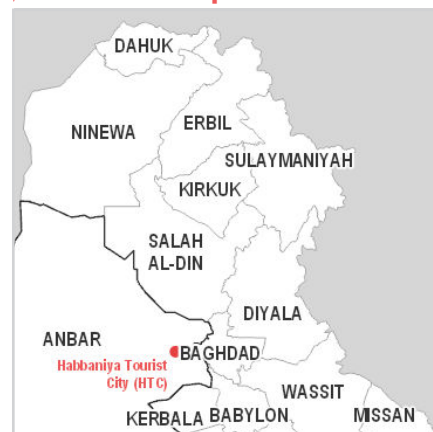 DAHUK
NINEWA
ERBIL
SULAYMANIYAH
KIRKUK
SALAH
AL-DIN
DIYALA
ANBAR
BAGHDAD
Habbaniya Tourist
City (HTC)
WASSIT
KERBALA
BABYLON
MISSAN